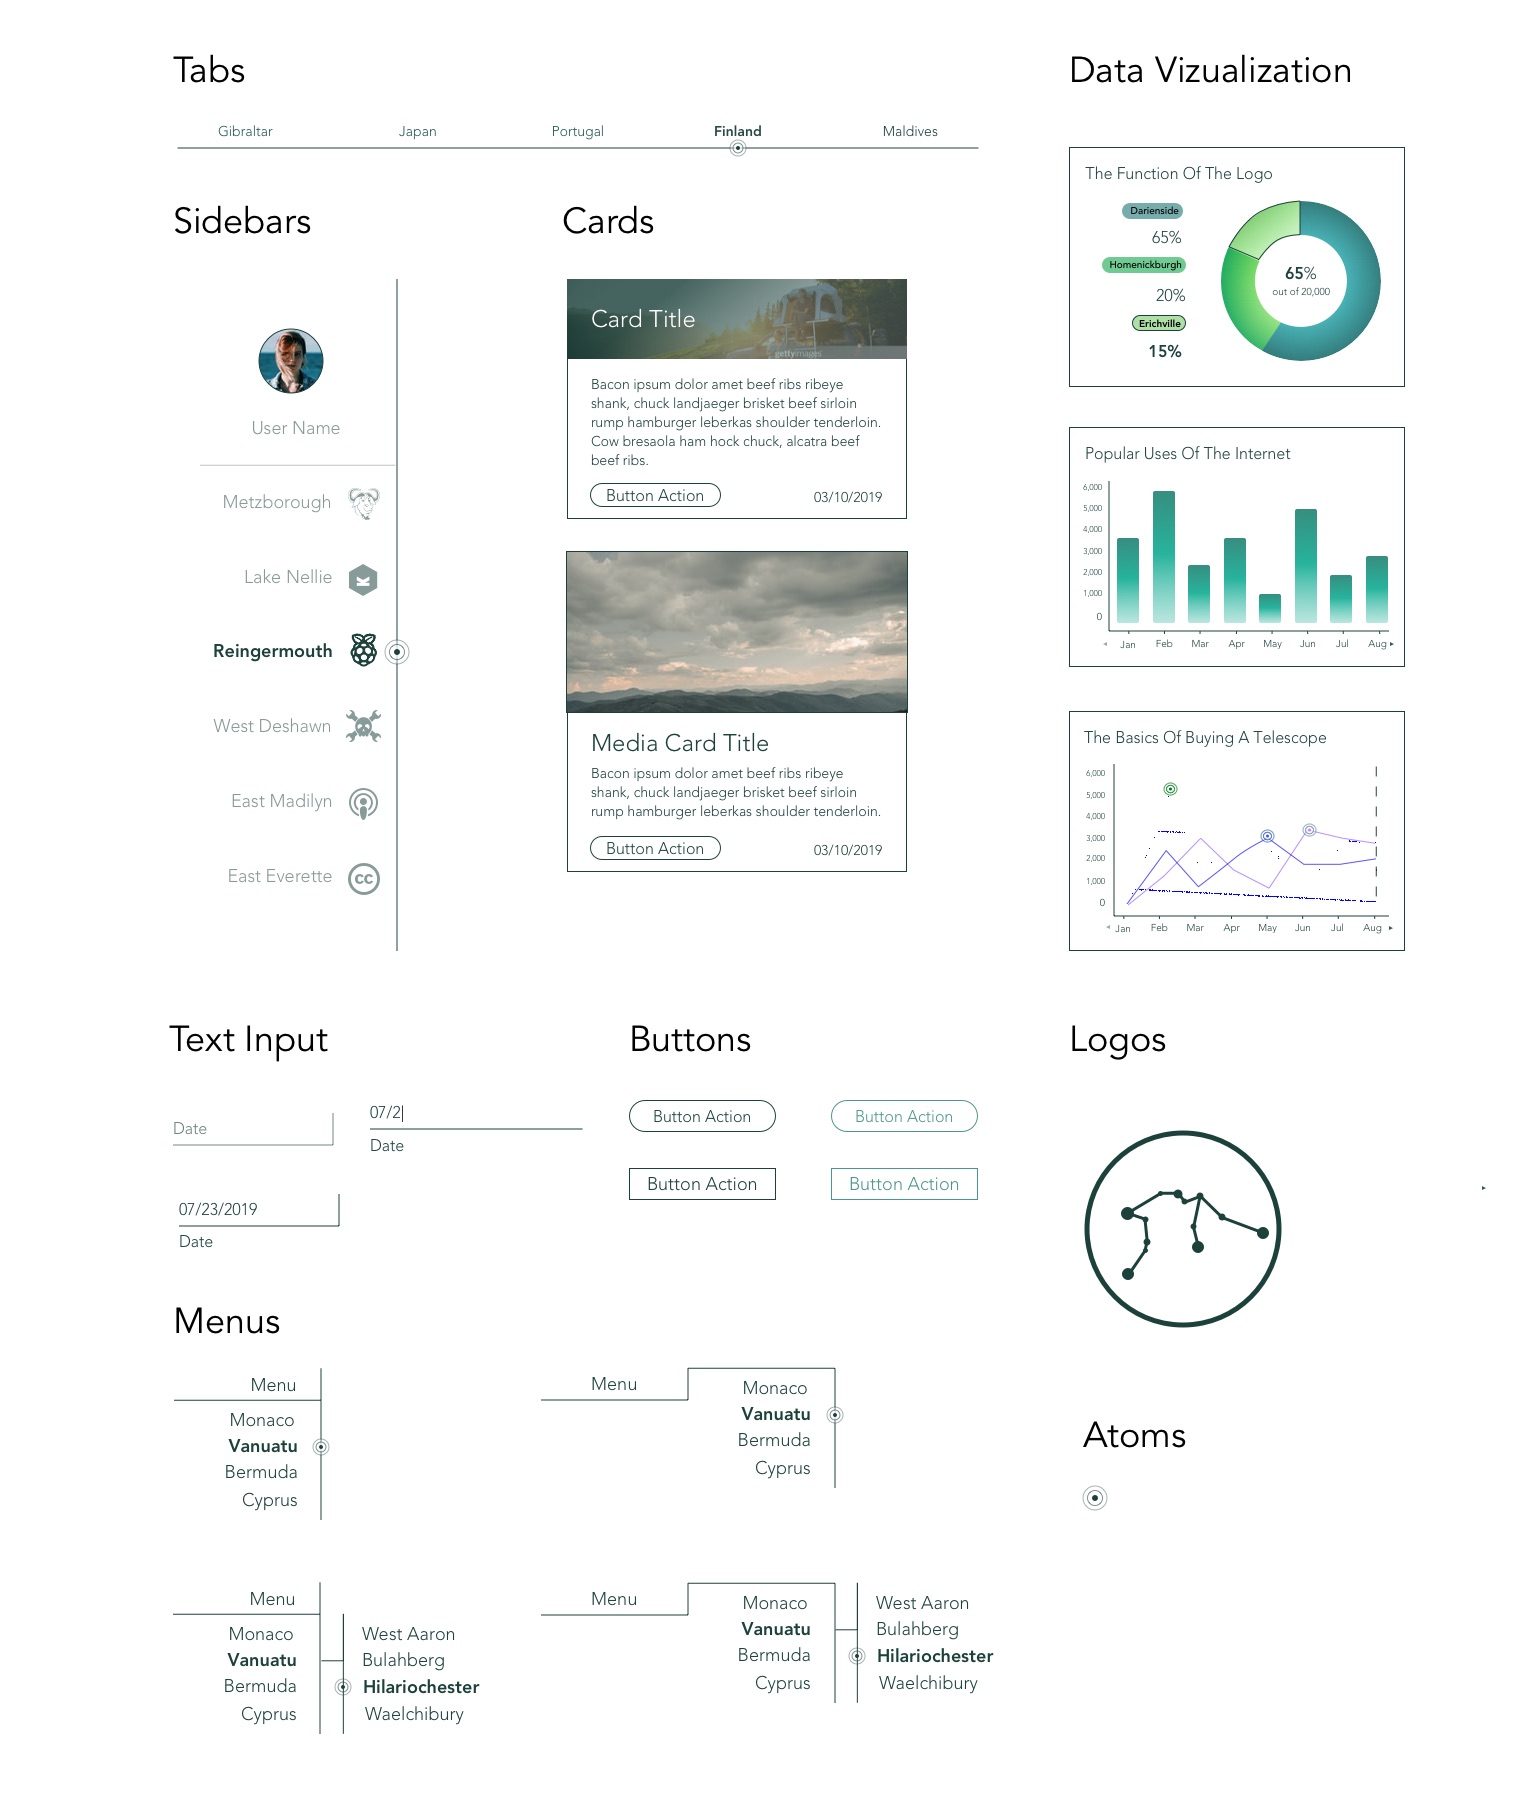 Tabs
Gibraltar
Japan
Portugal
Finland
Maldives
Sidebars
User Name
Metzborough
Lake Nellie
Reingermouth
West Deshawn
East Madilyn
East Everette
cc
Cards
Card Title
gettyimages
Bacon ipsum dolor amet beef ribs ribeye
shank, chuck landjaeger brisket beef sirloin
rump hamburger leberkas shoulder tenderloin.
Cow bresaola ham hock chuck, alcatra beef
beef ribs.
Button Action
03/10/2019
Media Card Title
Bacon ipsum dolor amet beef ribs ribeye
shank, chuck landjaeger brisket beef sirloin
rump hamburger leberkas shoulder tenderloin.
Button Action
03/10/2019
Data Vizualization
The Function Of The Logo
Darienside
65%
Homenickburgh
20%
Erichville
15%
65%
out of 20,000
Popular Uses Of The Internet
6,000
5,000
4,000
3,000
2,000
1,000
0
Jan
Feb
Mar
Apr
May
Jun
Jul
Aug
The Basics Of Buying A Telescope
6,000
5,000
4,000
3,000
2,000
1,000
0
Jan
Feb
Mar
Apr
May
Jun
Jul
Aug
Text Input
Date
07/2
Date
07/23/2019
Date
Buttons
Button Action
Button Action
Button Action
Button Action
Logos
Menus
Menu
Monaco
Vanuatu
Bermuda
Cyprus
Menu
Monaco
Vanuatu
Bermuda
Cyprus
Atoms
Menu
Monaco
Vanuatu
Bermuda
Cyprus
West Aaron
Bulahberg
Hilariochester
Waelchibury
Menu
Monaco
Vanuatu
Bermuda
Cyprus
West Aaron
Bulahberg
Hilariochester
Waelchibury